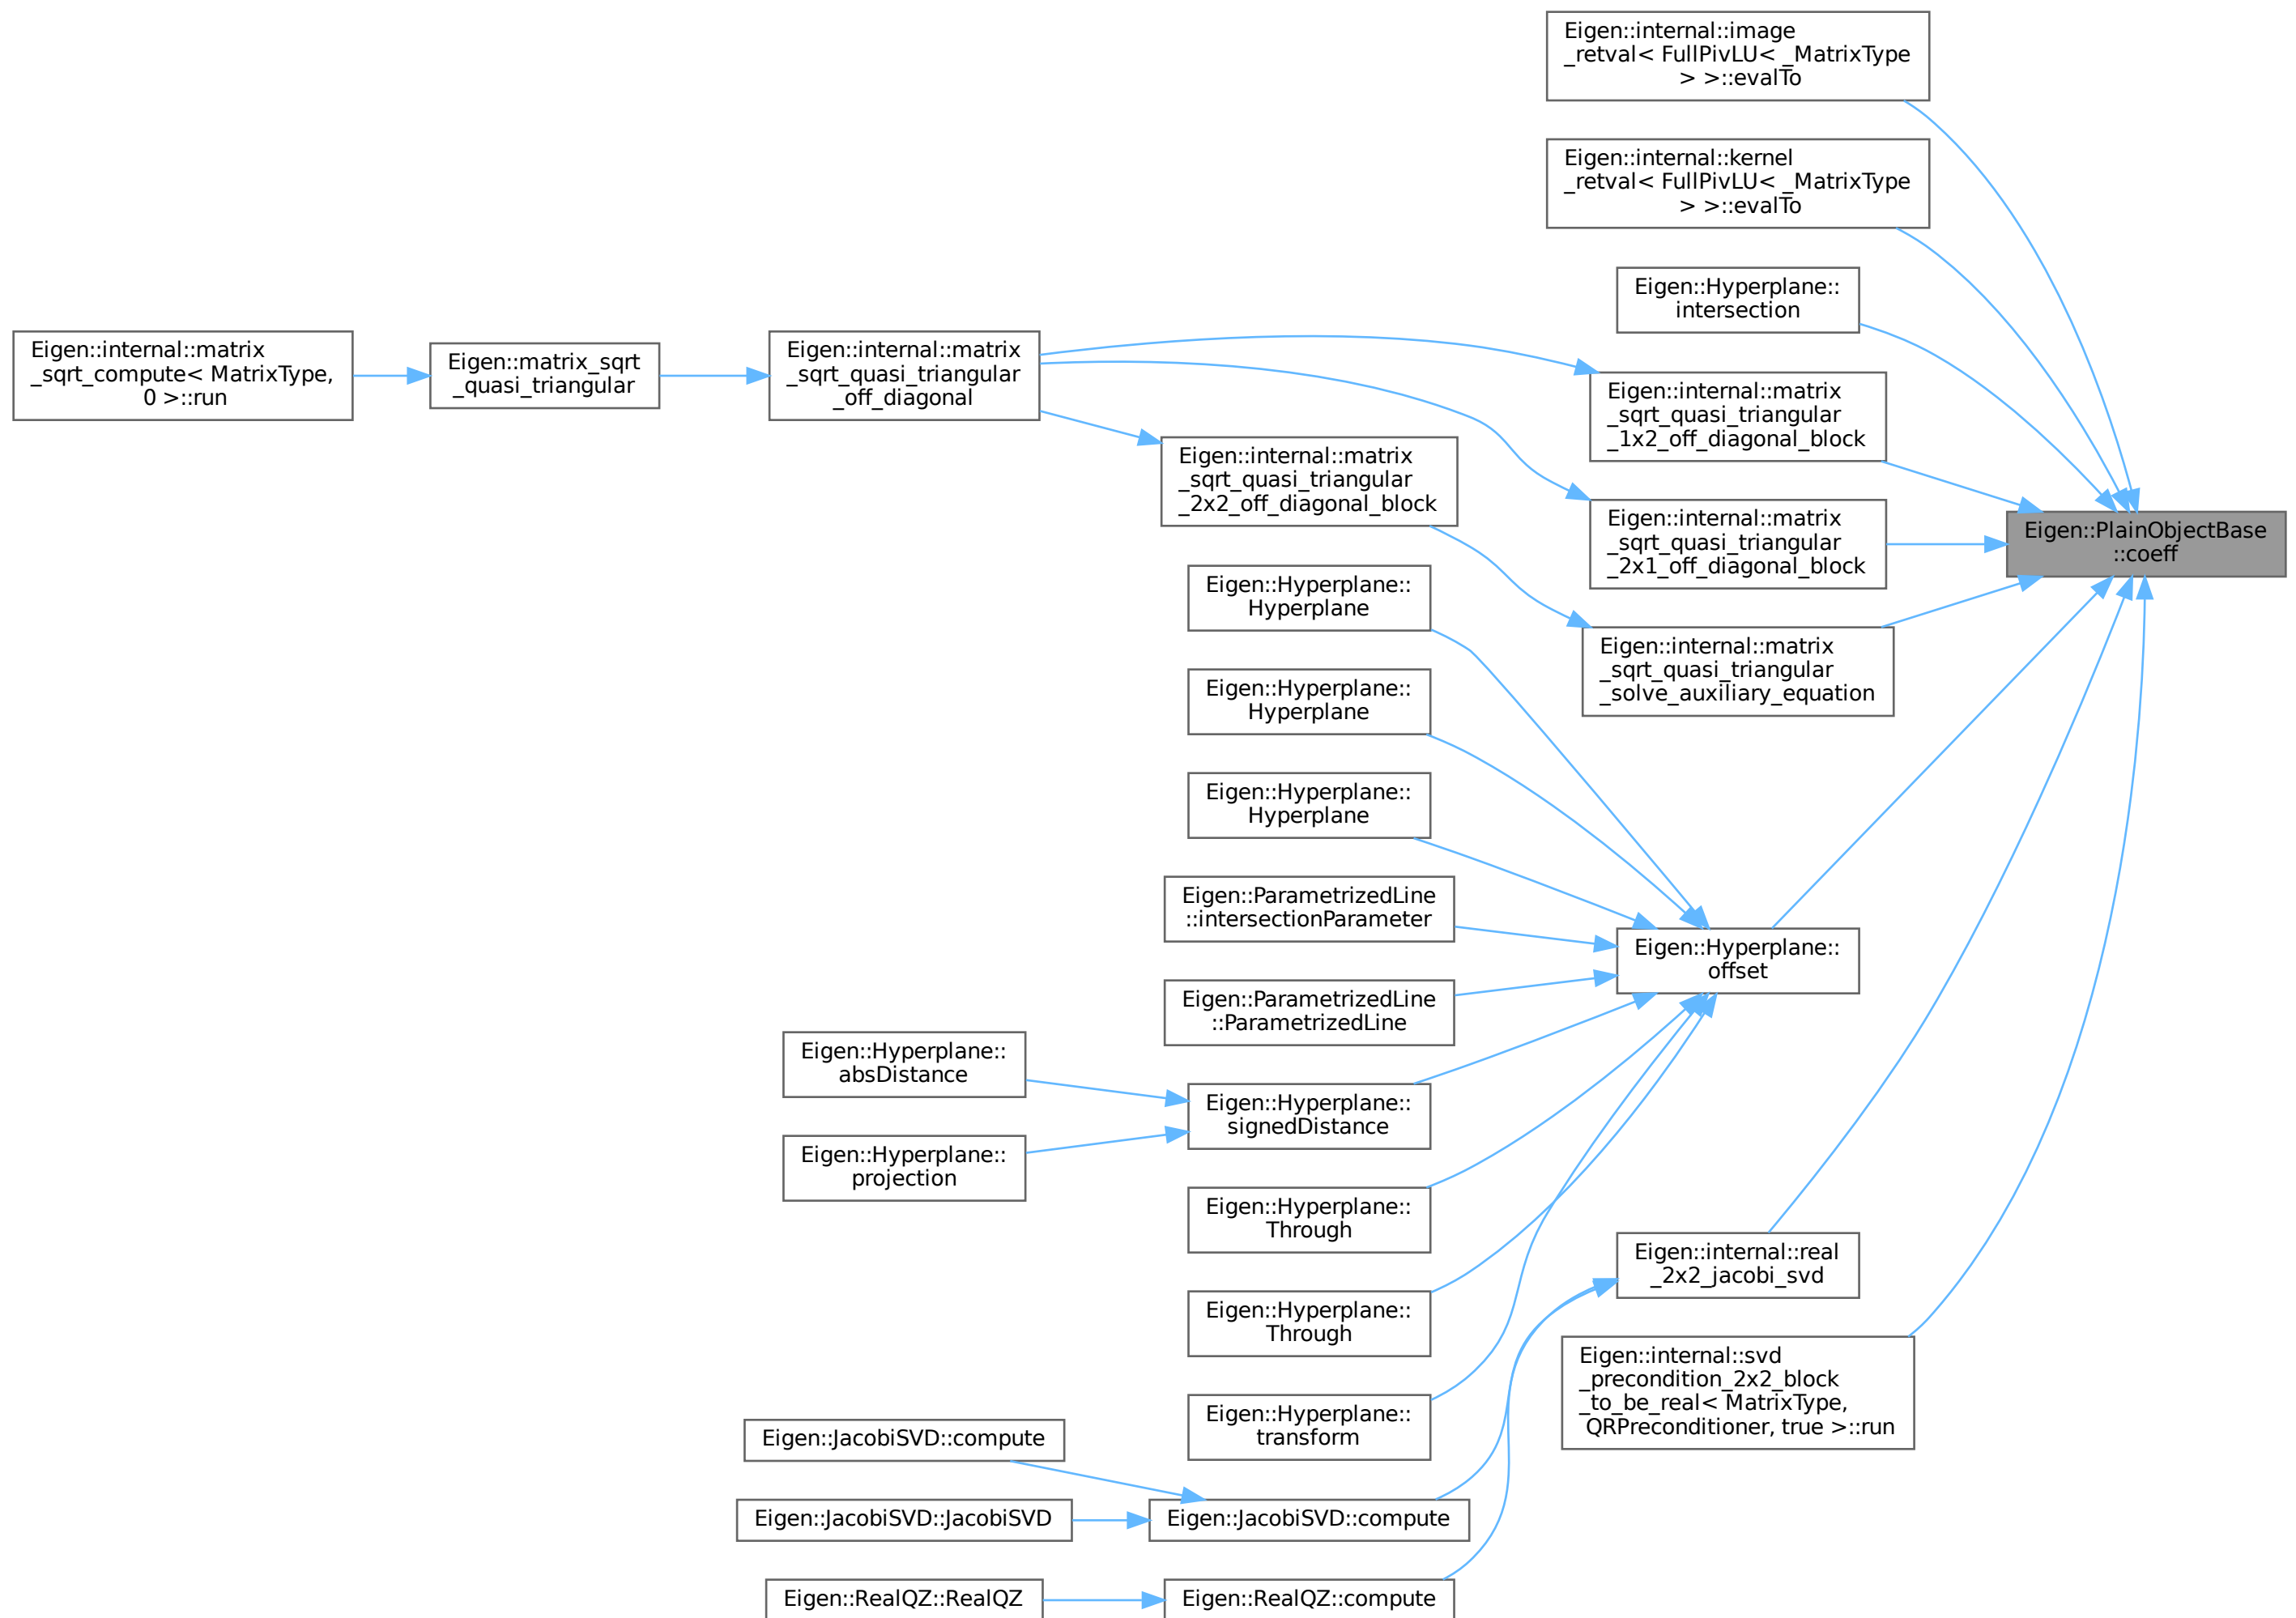 Eigen::internal::image
_retval< FullPivLU< _MatrixType
> >::evalTo
Eigen::internal::kernel
_retval< FullPivLU< _MatrixType
> >::evalTo
Eigen::Hyperplane::
intersection
Eigen::internal::matrix
_sqrt_compute< MatrixType,
0 >::run
Eigen::matrix_sqrt
_quasi_triangular
Eigen::internal::matrix
_sqrt_quasi_triangular
_off_diagonal
Eigen::internal::matrix
_sqrt_quasi_triangular
_1x2_off_diagonal_block
Eigen::internal::matrix
_sqrt_quasi_triangular
_2x2_off_diagonal_block
Eigen::internal::matrix
_sqrt_quasi_triangular
_2x1_off_diagonal_block
Eigen::PlainObjectBase
::coeff
Eigen::Hyperplane::
Hyperplane
Eigen::internal::matrix
_sqrt_quasi_triangular
_solve_auxiliary_equation
Eigen::Hyperplane::
Hyperplane
Eigen::Hyperplane::
Hyperplane
Eigen::ParametrizedLine
::intersectionParameter
Eigen::Hyperplane::
offset
Eigen::ParametrizedLine
::ParametrizedLine
Eigen::Hyperplane::
absDistance
Eigen::Hyperplane::
signedDistance
Eigen::Hyperplane::
projection
Eigen::Hyperplane::
Through
Eigen::internal::real
_2x2_jacobi_svd
Eigen::Hyperplane::
Through
Eigen::internal::svd
_precondition_2x2_block
_to_be_real< MatrixType,
QRPreconditioner, true >::run
Eigen::Hyperplane::
transform
Eigen::JacobiSVD::compute
Eigen::JacobiSVD::JacobiSVD
Eigen::JacobiSVD::compute
Eigen::RealQZ::RealQZ
Eigen::RealQZ::compute